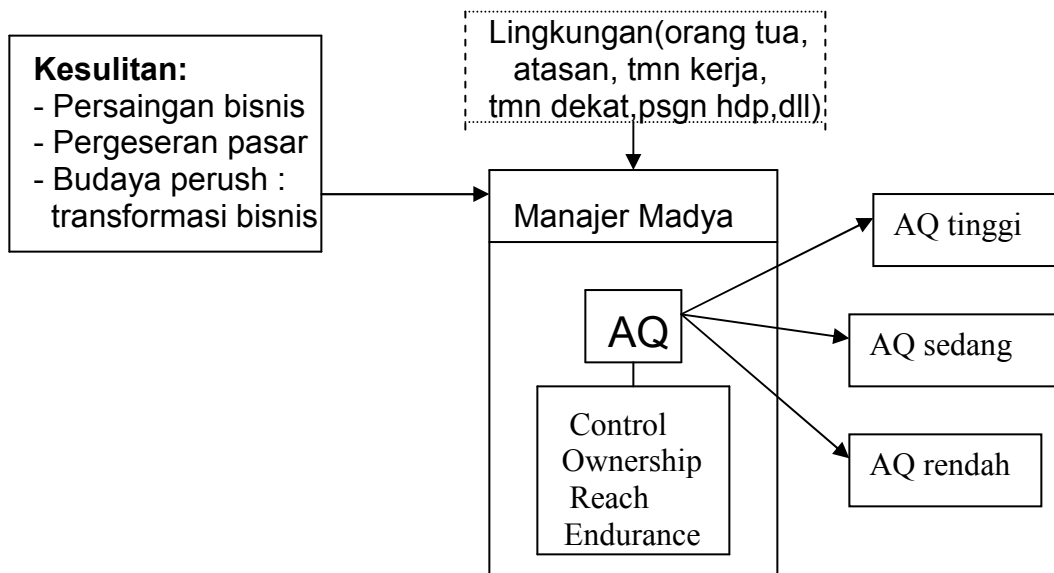 Kesulitan:
- Persaingan bisnis
- Pergeseran pasar
- Budaya perush :
transformasi bisnis
Lingkungan(orang tua,
atasan, tmn kerja,
tmn dekat,psgn hdp,dll)
Manajer Madya
AQ
Control
Ownership
Reach
Endurance
AQ tinggi
AQ sedang
AQ rendah